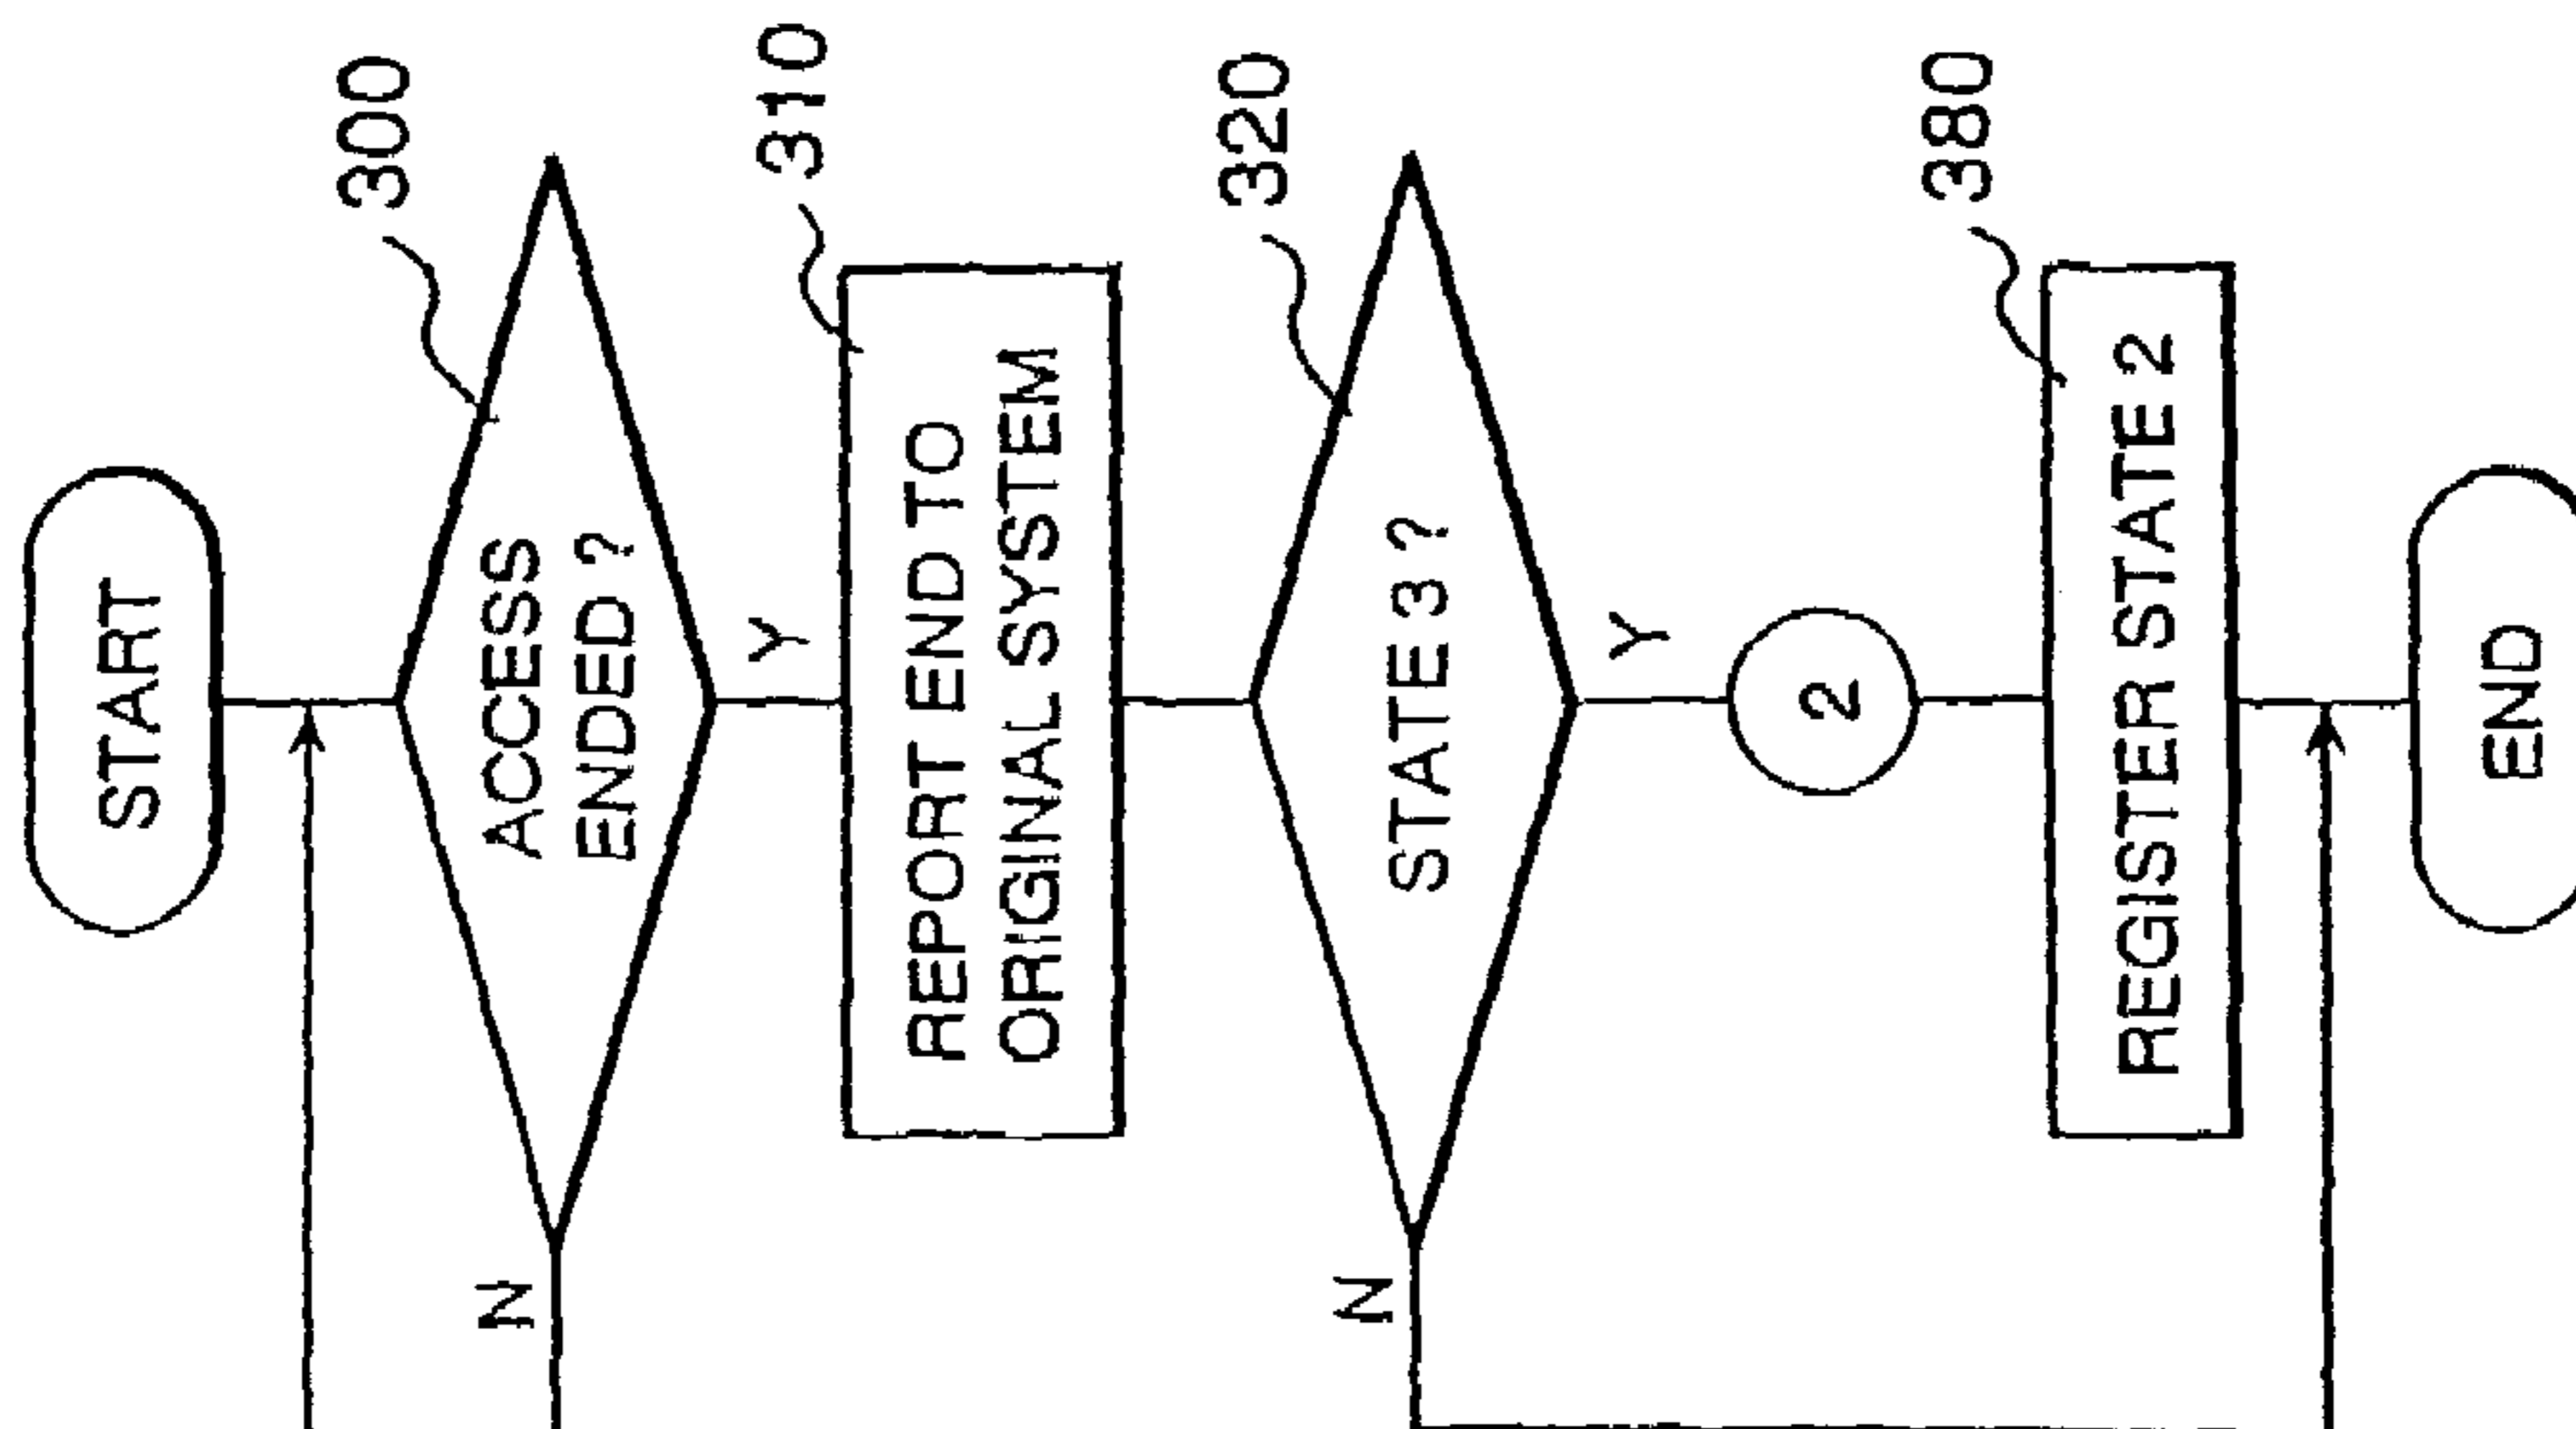 START
300
ACCESS
ENDED ?
N
Y
310
REPORT END TO
ORIGINAL SYSTEM
320
STATE 3 ?
N
Y
2
380
REGISTER STATE 2
END